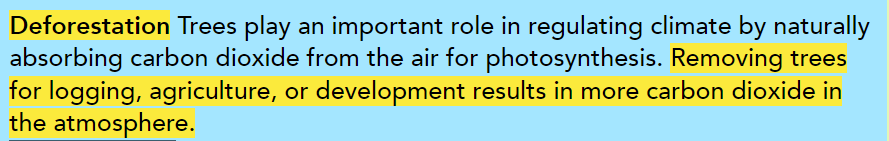 Deforestation Trees play an important role in regulating climate by naturally
absorbing carbon dioxide from the air for photosynthesis. Removing trees
for logging, agriculture, or development results in more carbon dioxide in
the atmosphere.